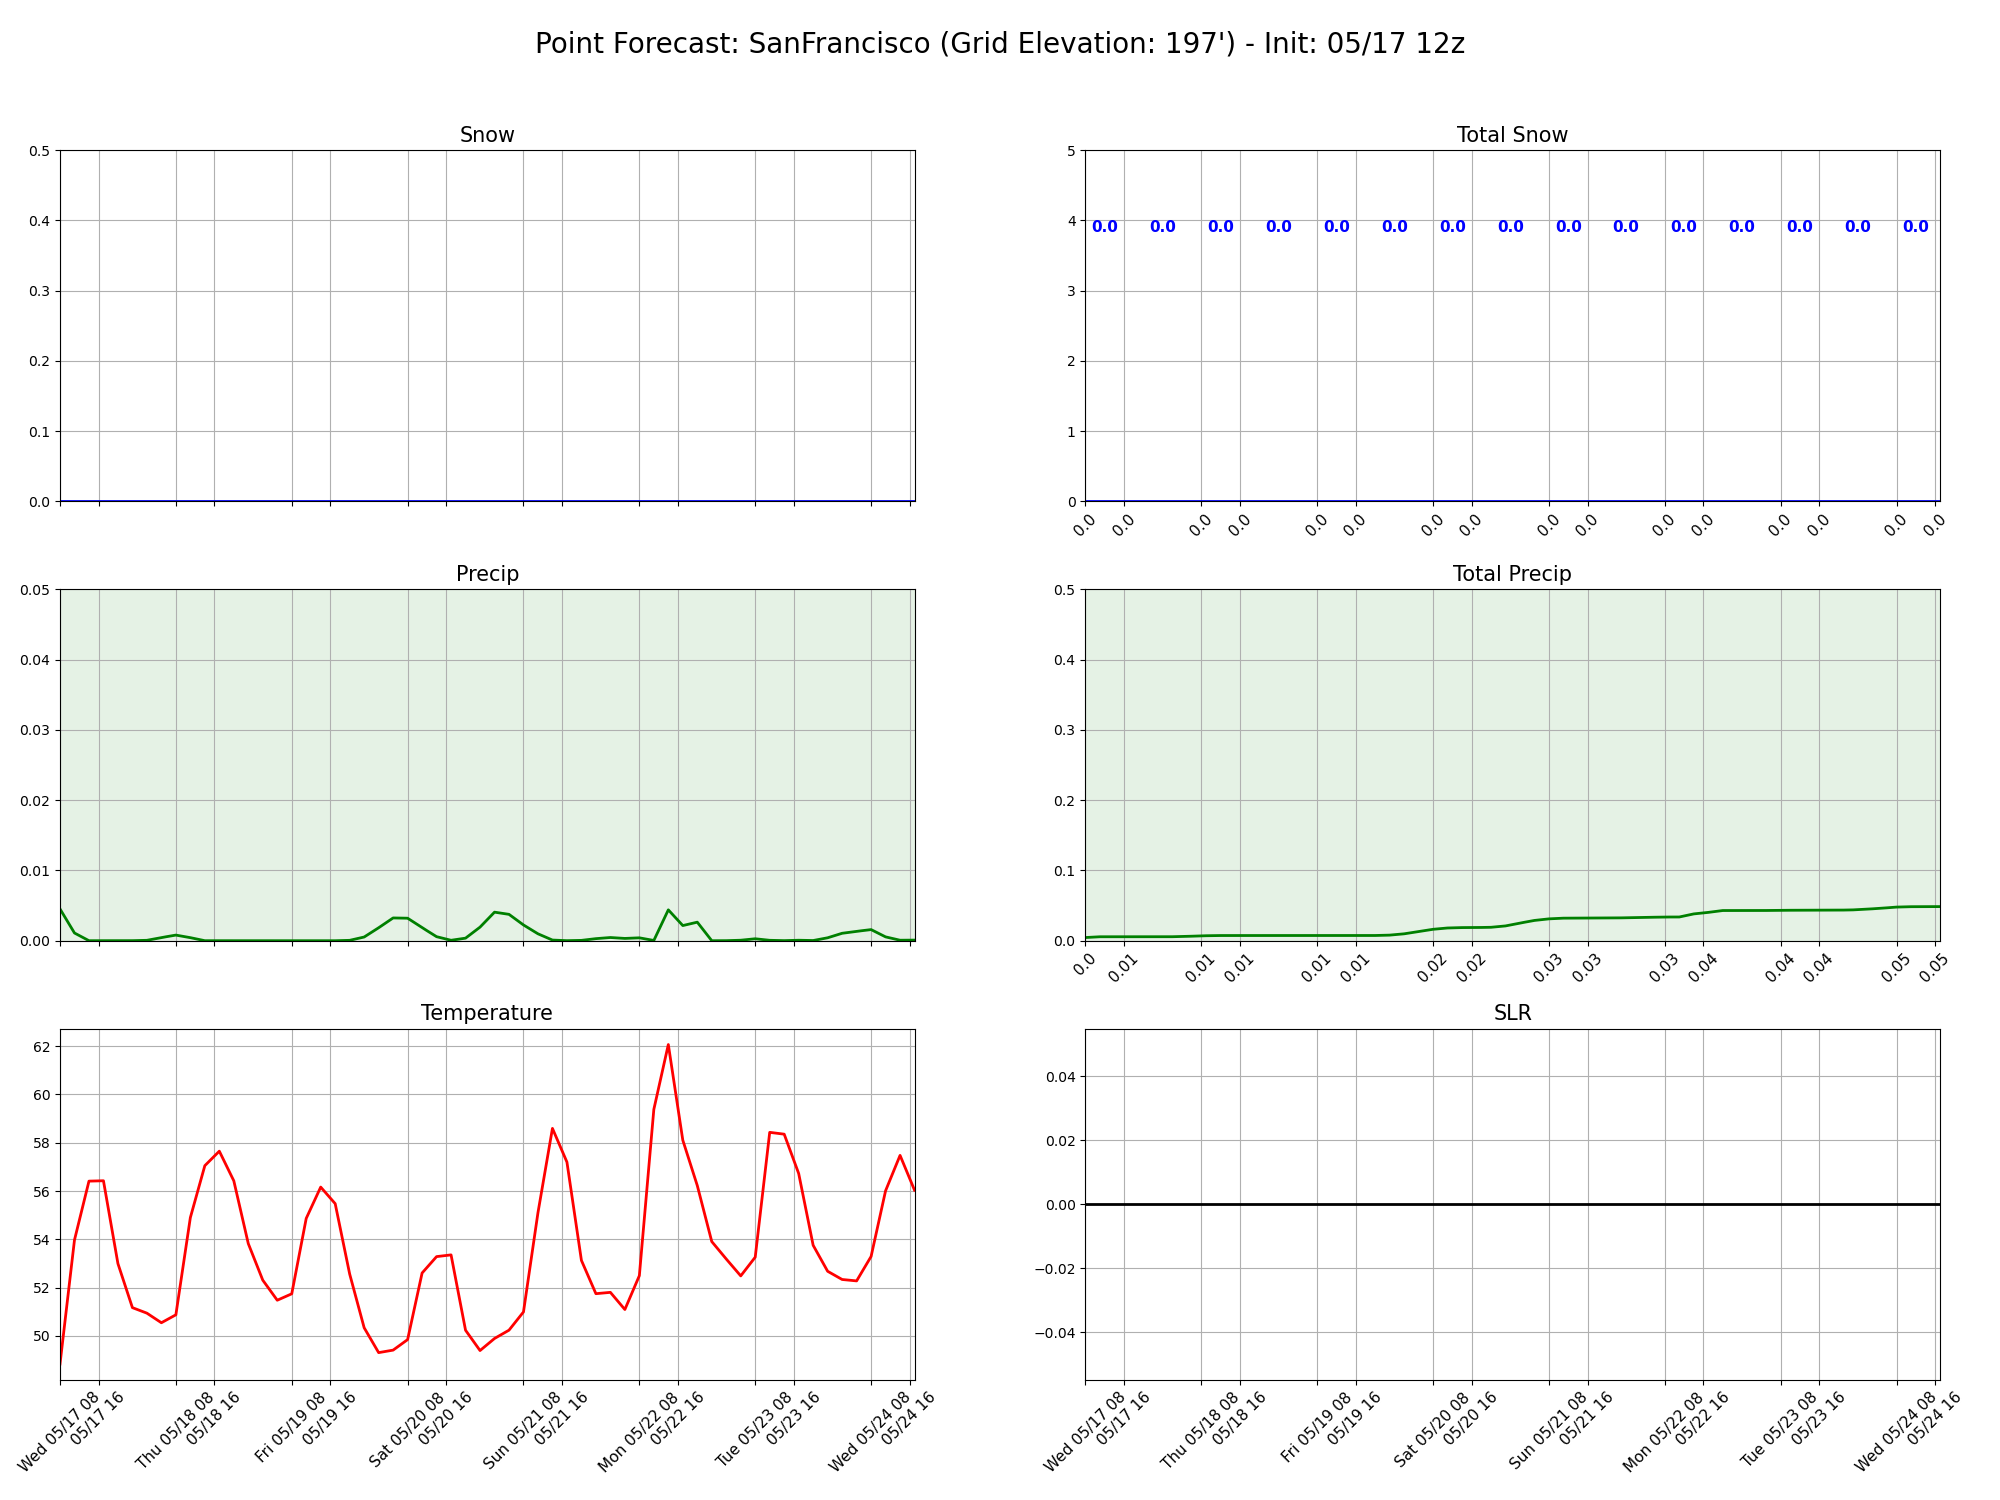 Point Forecast: SanFrancisco (Grid Elevation: 197') - Init: 05/17 12z
Snow
0.5
0.4
0.3
0.2
0.1
0.0
Total Snow
5
4
3
2
1
0
0.0 0.0 0.0 0.0 0.0 0.0 0.0 0.0 0.0 0.0 0.0 0.0 0.0 0.0 0.0
0.0 0.0 0.0 0.0 0.0 0.0 0.0 0.0 0.0 0.0 0.0 0.0 0.0 0.0 0.0 0.0
Precip
0.05
0.04
0.03
0.02
0.01
0.00
Total Precip
0.5
0.4
0.3
0.2
0.1
0.0
0.0 0.01 0.01 0.01 0.01 0.01 0.02 0.02 0.03 0.03 0.03 0.04 0.04 0.04 0.05 0.05
Temperature
62
60
58
56
54
52
50
Wed 05/17 08
05/17 16
Thu 05/18 08
05/18 16
Fri 05/19 08
05/19 16
Sat 05/20 08
05/20 16
Sun 05/21 08
05/21 16
Mon 05/22 08
05/22 16
Tue 05/23 08
05/23 16
Wed 05/24 08
05/24 16
SLR
0.04
0.02
0.00
−0.02
−0.04
Wed 05/17 08
05/17 16
Thu 05/18 08
05/18 16
Fri 05/19 08
05/19 16
Sat 05/20 08
05/20 16
Sun 05/21 08
05/21 16
Mon 05/22 08
05/22 16
Tue 05/23 08
05/23 16
Wed 05/24 08
05/24 16